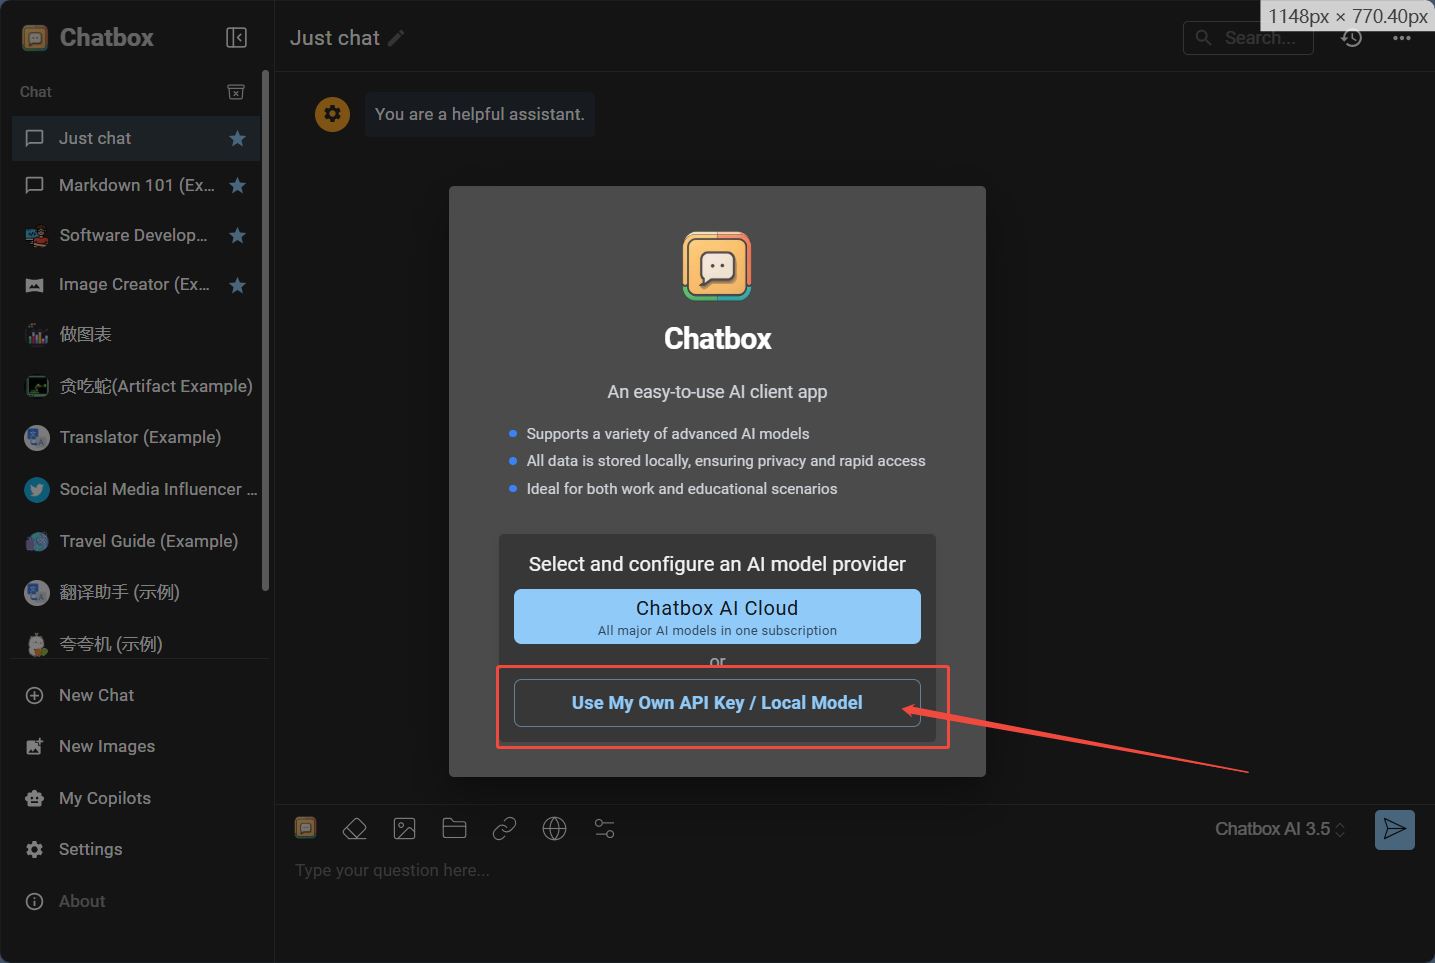 Chatbox
Just chat
Search...
1148px × 770.40px
Chat
You are a helpful assistant.
Just chat
Markdown 101 (Ex...
Software Develop...
Image Creator (Ex...
做图表
贪吃蛇(Artifact Example)
Translator (Example)
Social Media Influencer ...
Travel Guide (Example)
翻译助手 (示例)
夸夸机 (示例)
New Chat
New Images
My Copilots
Settings
About
Chatbox
An easy-to-use AI client app
Supports a variety of advanced AI models
All data is stored locally, ensuring privacy and rapid access
Ideal for both work and educational scenarios
Select and configure an AI model provider
Chatbox AI Cloud
All major AI models in one subscription
or
Use My Own API Key / Local Model
Chatbox AI 3.5
Type your question here...